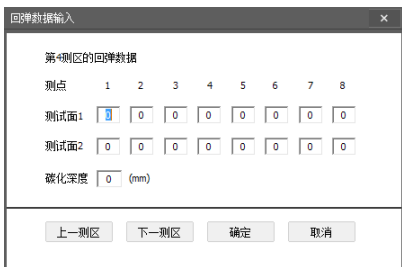 回弹数据输入 ×
第4测区的回弹数据
测点 1 2 3 4 5 6 7 8
测试面1 0 0 0 0 0 0 0 0
测试面2 0 0 0 0 0 0 0 0
碳化深度 0 (mm)
上一测区 下一测区 确定 取消